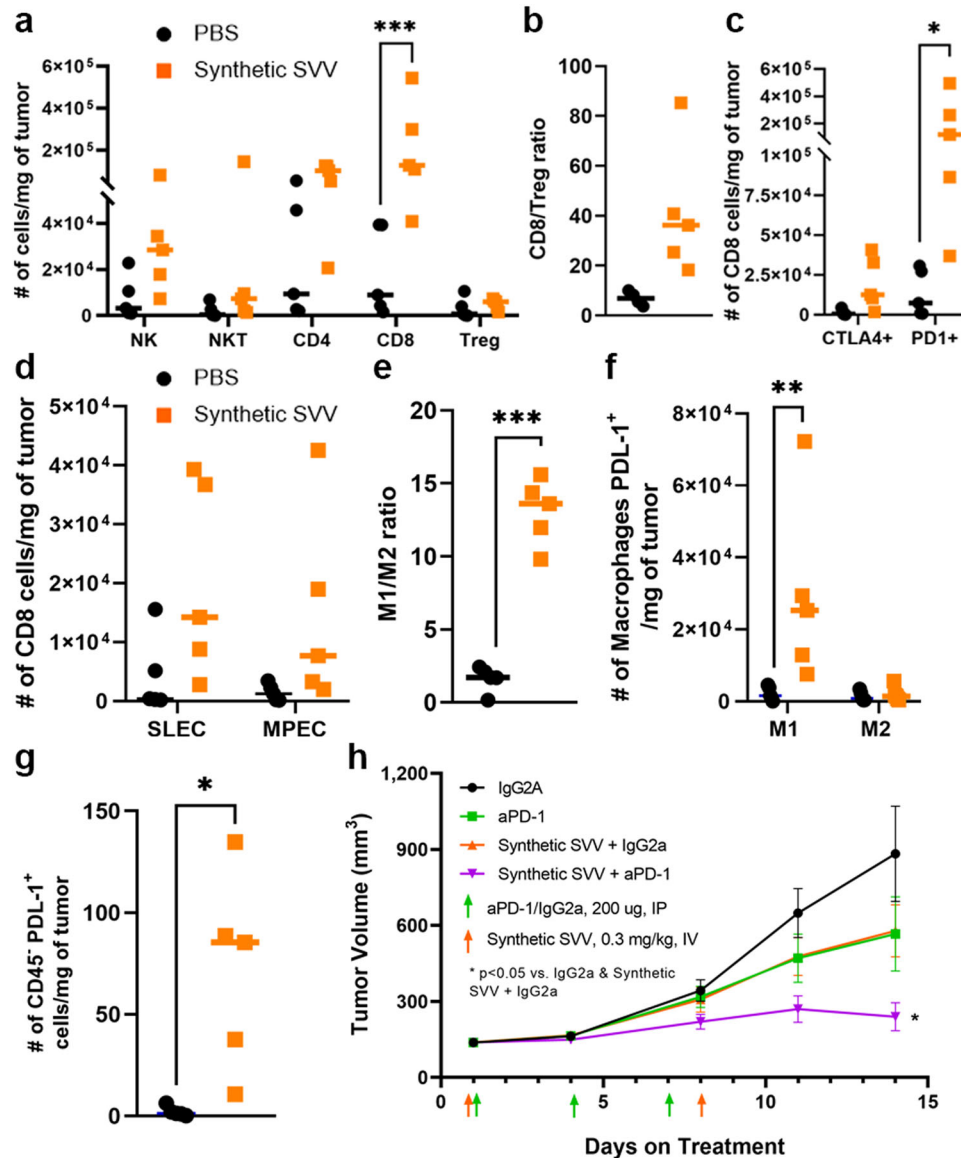 a
PBS
Synthetic SVV
***
# of cells/mg of tumor
6×10⁵
4×10⁵
2×10⁵
4×10⁴
2×10⁴
0
NK NKT CD4 CD8 Treg
b
CD8/Treg ratio
100
80
60
40
20
0
c
*
# of CD8 cells/mg of tumor
6×10⁵
5×10⁵
4×10⁵
3×10⁵
2×10⁵
1×10⁵
5×10⁴
2.5×10⁴
0
CTLA4+ PD1+
d
PBS
Synthetic SVV
# of CD8 cells/mg of tumor
5×10⁴
4×10⁴
3×10⁴
2×10⁴
1×10⁴
0
SLEC MPEC
e
***
M1/M2 ratio
20
15
10
5
0
f
**
# of Macrophages PDL-1⁺
/mg of tumor
8×10⁴
6×10⁴
4×10⁴
2×10⁴
0
M1 M2
g
*
# of CD45⁻ PDL-1⁺
cells/mg of tumor
150
100
50
0
h
Tumor Volume (mm³)
1,200
900
600
300
0
IgG2A
aPD-1
Synthetic SVV + IgG2a
Synthetic SVV + aPD-1
aPD-1/IgG2a, 200 ug, IP
Synthetic SVV, 0.3 mg/kg, IV
* p<0.05 vs. IgG2a & Synthetic
SVV + IgG2a
*
0 5 10 15
Days on Treatment